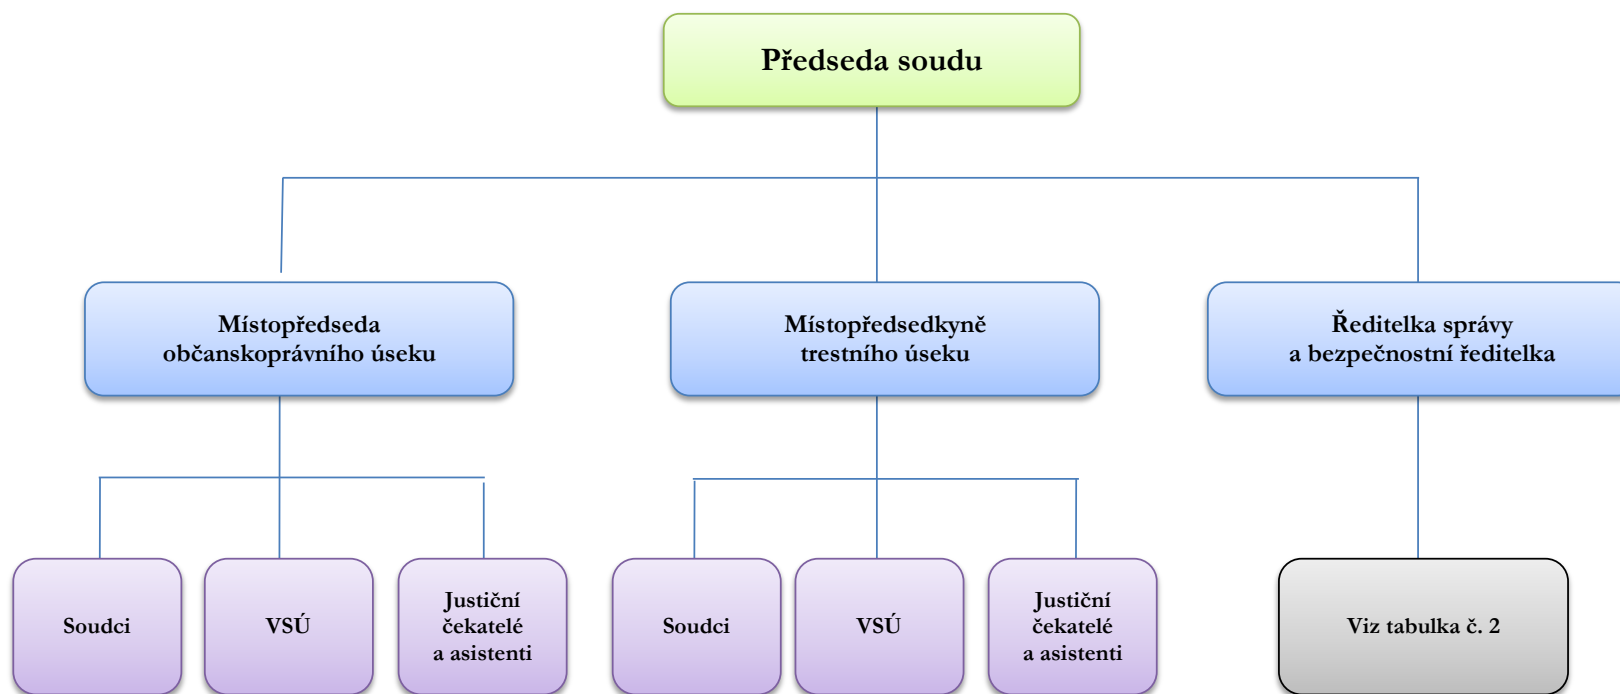 Předseda soudu
Místopředseda
občanskoprávního úseku
Místopředsedkyně
trestního úseku
Ředitelka správy
a bezpečnostní ředitelka
Soudci
VSÚ
Justiční
čekatelé
a asistenti
Soudci
VSÚ
Justiční
čekatelé
a asistenti
Viz tabulka č. 2